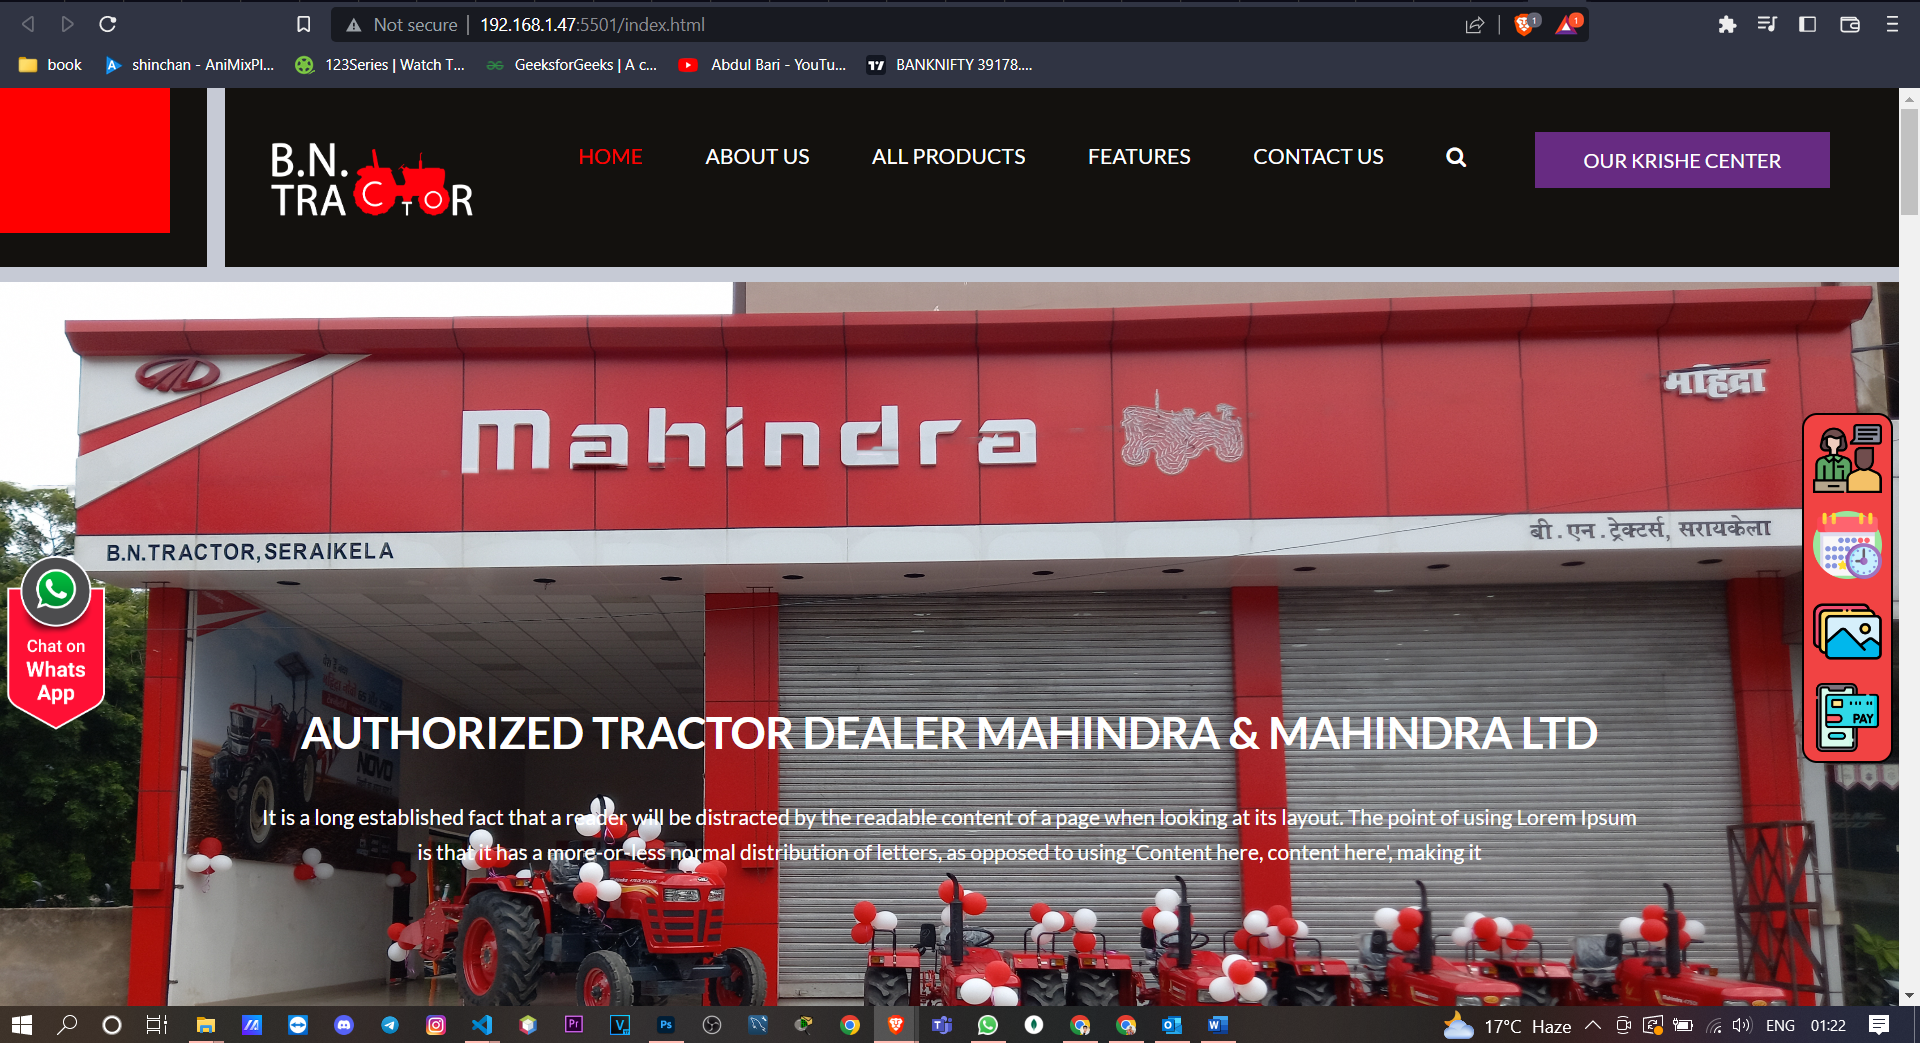 Not secure | 192.168.1.47:5501/index.html
1
1
book
shinchan - AniMixPl...
123Series | Watch T...
GeeksforGeeks | A c...
Abdul Bari - YouTu...
BANKNIFTY 39178....
B.N.
TRACTOR
HOME
ABOUT US
ALL PRODUCTS
FEATURES
CONTACT US
OUR KRISHE CENTER
mahindra
महिंद्रा
B.N.TRACTOR, SERAIKELA
बी.एन.ट्रेक्टर्स, सरायकेला
Chat on
Whats
App
NOVO
PAY
AUTHORIZED TRACTOR DEALER MAHINDRA & MAHINDRA LTD
It is a long established fact that a reader will be distracted by the readable content of a page when looking at its layout. The point of using Lorem Ipsum
is that it has a more-or-less normal distribution of letters, as opposed to using 'Content here, content here', making it
17°C Haze
ENG
01:22